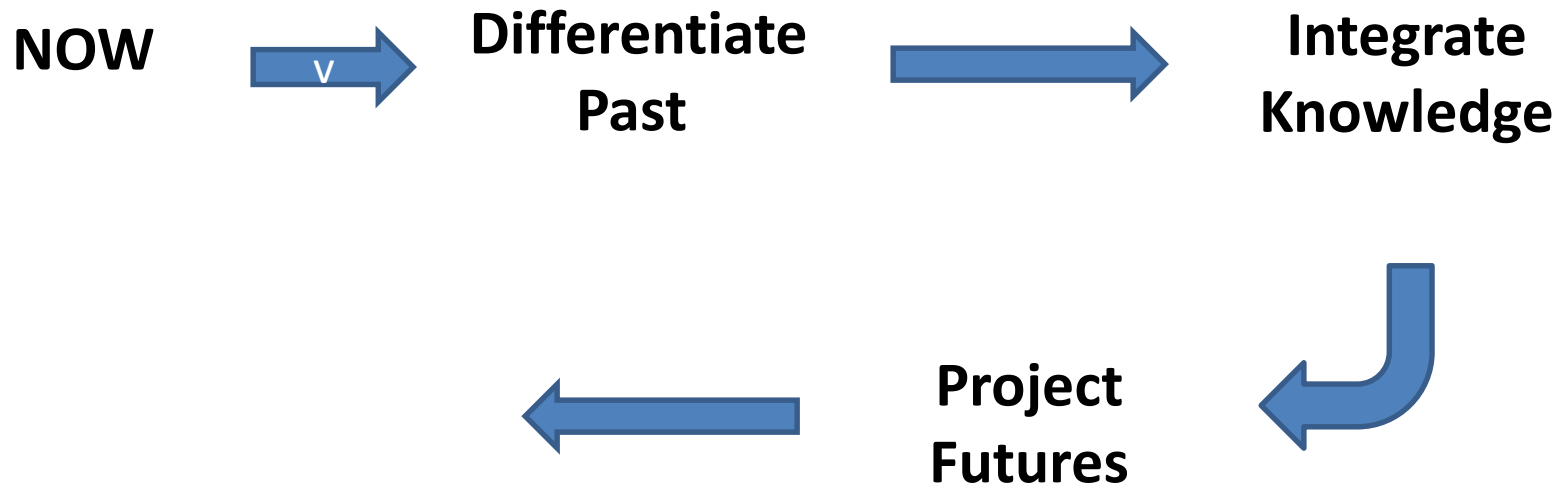 NOW
v
Differentiate
Past
Integrate
Knowledge
Project
Futures